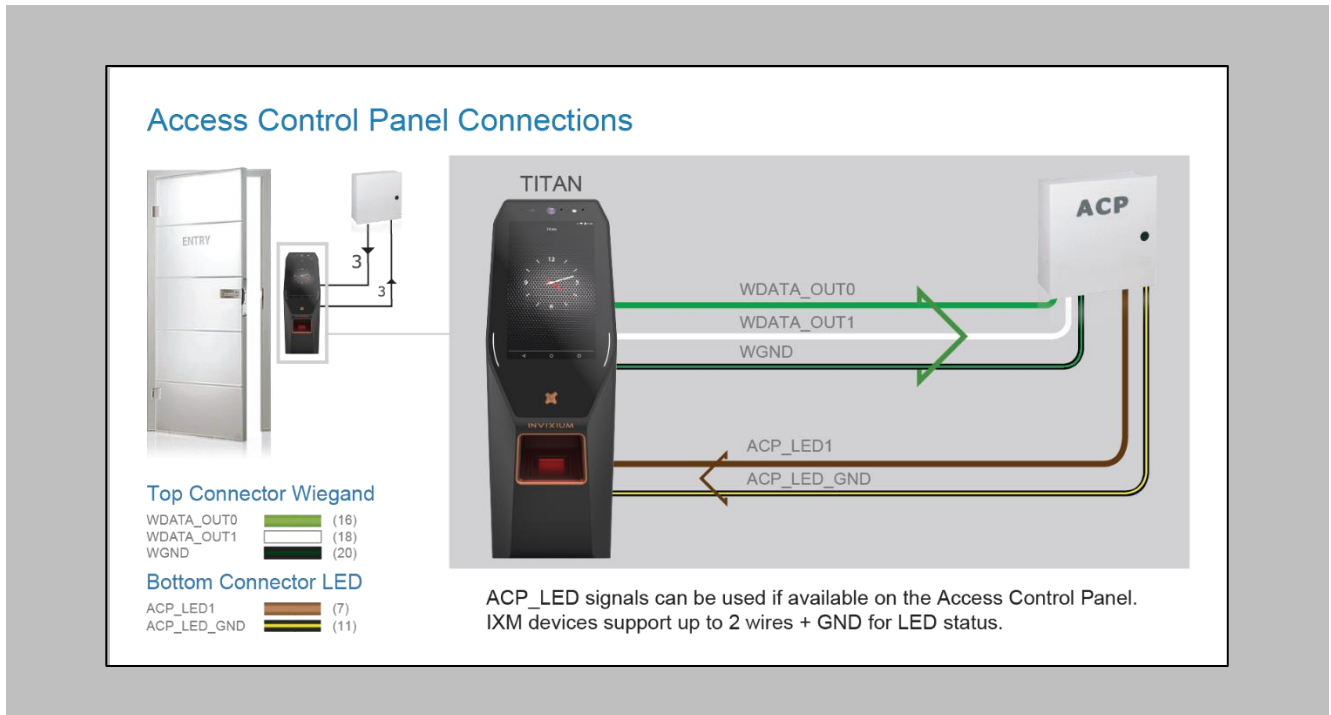 Access Control Panel Connections
ENTRY
3
3
TITAN
TITAN
12
INVIXIUM
ACP
WDATA_OUT0
WDATA_OUT1
WGND
ACP_LED1
ACP_LED_GND
Top Connector Wiegand
WDATA_OUT0 (16)
WDATA_OUT1 (18)
WGND (20)
Bottom Connector LED
ACP_LED1 (7)
ACP_LED_GND (11)
ACP_LED signals can be used if available on the Access Control Panel.
IXM devices support up to 2 wires + GND for LED status.